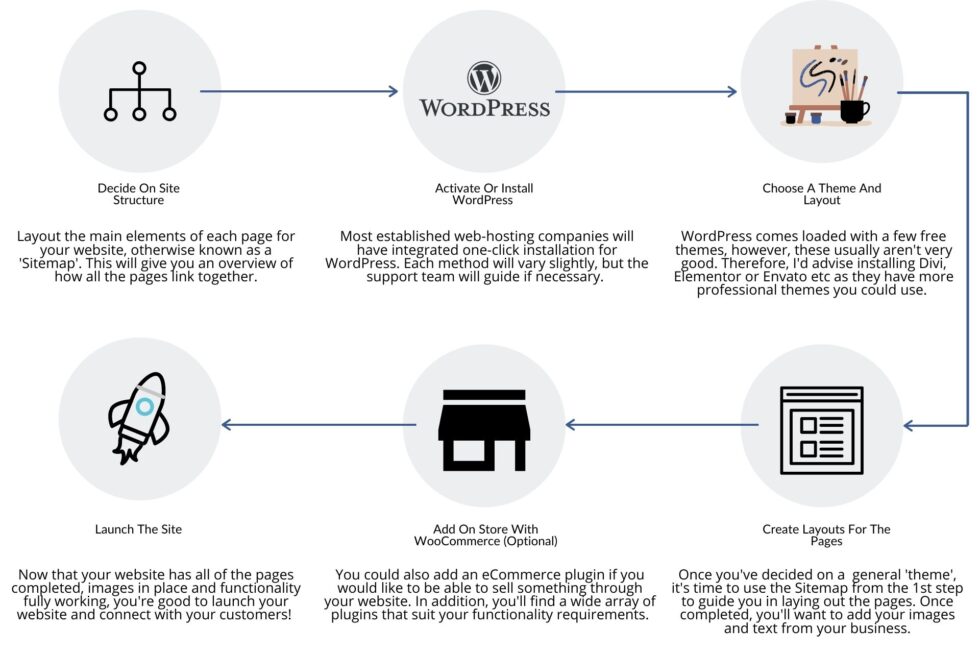 WORDPRESS
Decide On Site
Structure
Layout the main elements of each page for
your website, otherwise known as a
'Sitemap'. This will give you an overview of
how all the pages link together.
Activate Or Install
WordPress
Most established web-hosting companies will
have integrated one-click installation for
WordPress. Each method will vary slightly, but the
support team will guide if necessary.
Choose A Theme And
Layout
WordPress comes loaded with a few free
themes, however, these usually aren't very
good. Therefore, I'd advise installing Divi,
Elementor or Envato etc as they have more
professional themes you could use.
Create Layouts For The
Pages
Once you've decided on a general 'theme',
it's time to use the Sitemap from the 1st step
to guide you in laying out the pages. Once
completed, you'll want to add your images
and text from your business.
Add On Store With
WooCommerce (Optional)
You could also add an eCommerce plugin if you
would like to be able to sell something through
your website. In addition, you'll find a wide array of
plugins that suit your functionality requirements.
Launch The Site
Now that your website has all of the pages
completed, images in place and functionality
fully working, you're good to launch your
website and connect with your customers!